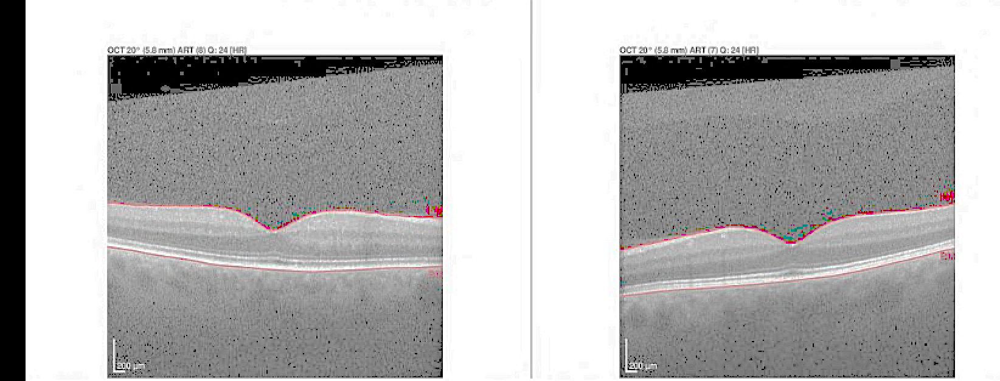 OCT 20° (5.8 mm) ART (8) Q: 24 [HR]
OCT 20° (5.8 mm) ART (7) Q: 24 [HR]
200 µm
200 µm